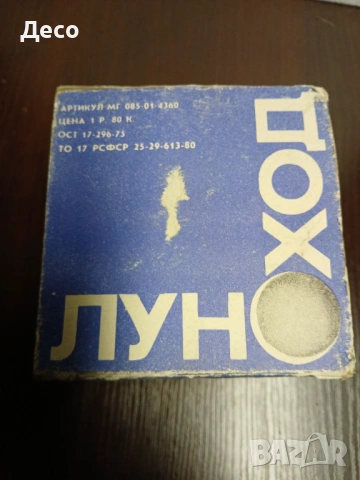 Десо
АРТИКУЛ МГ 085-01-4360
ЦЕНА 1 Р. 80 К.
ОСТ 17-296-75
ТО 17 РСФСР 25-29-613-80
ЛУНОХОД
BAZAR